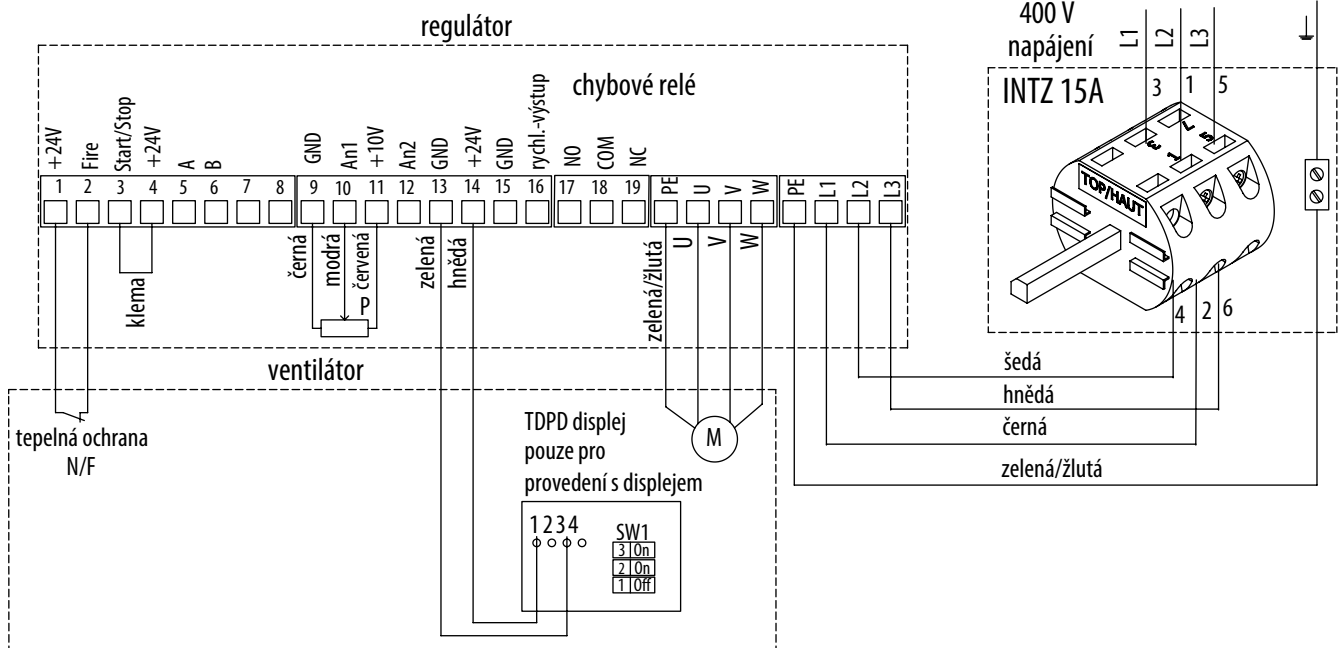 regulátor
400 V
napájení
L1
L2
L3
INTZ 15A
3
1
5
chybové relé
+24V
Fire
Start/Stop
+24V
A
B
GND
An1
+10V
An2
GND
+24V
GND
rychl.-výstup
NO
COM
NC
1 2 3 4 5 6 7 8 9 10 11 12 13 14 15 16 17 18 19
PE
U
V
W
PE
L1
L2
L3
TOP/HAUT
klema
černá
modrá
červená
P
zelená
hnědá
zelená/žlutá
U
V
W
4
2
6
ventilátor
šedá
hnědá
černá
zelená/žlutá
tepelná ochrana
N/F
TDPD displej
pouze pro
provedení s displejem
M
1 2 3 4
SW1
3 On
2 On
1 Off